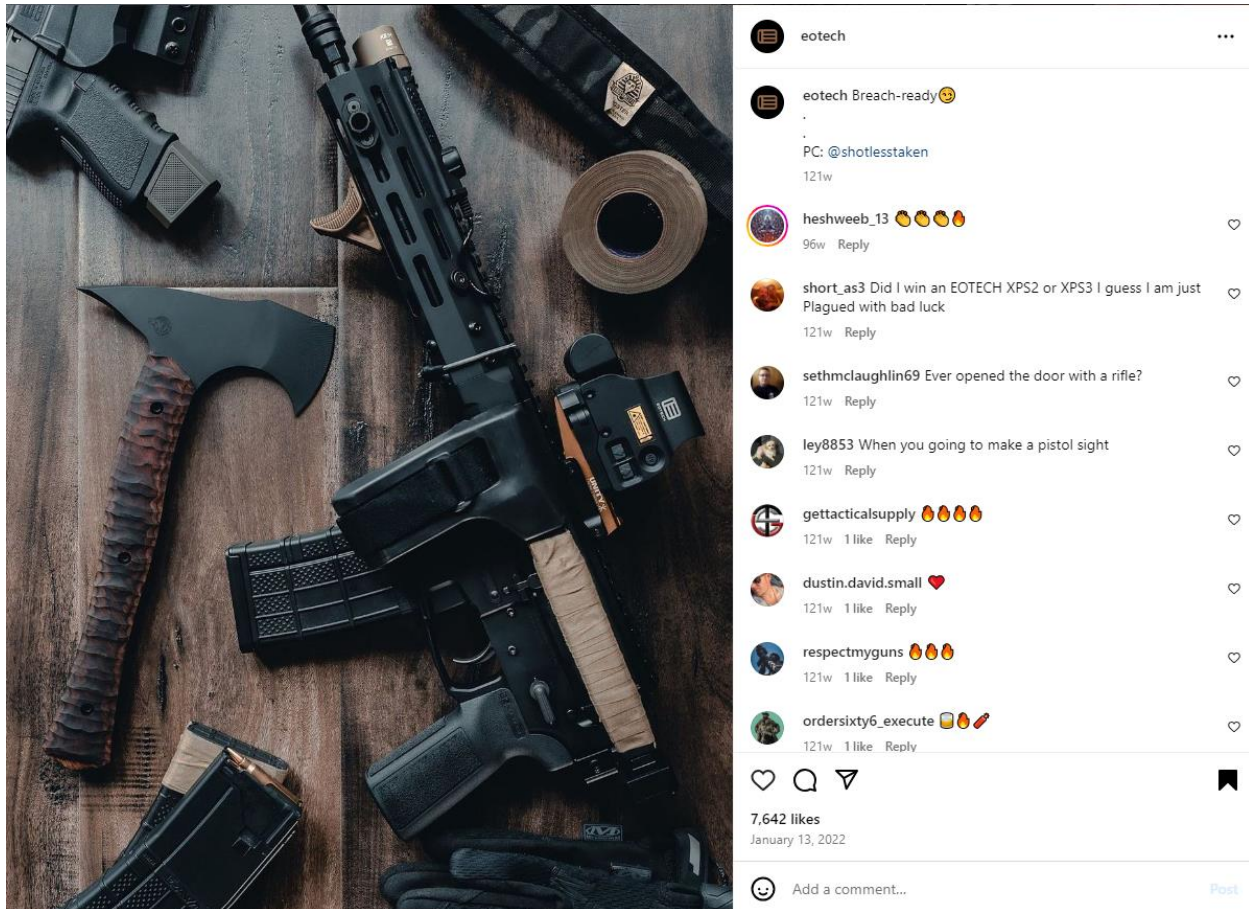 eotech
eotech Breach-ready😏
.
.
PC: @shotlesstaken
121w
heshweeb_13 👏👏👏🔥
96w Reply
short_as3 Did I win an EOTECH XPS2 or XPS3 I guess I am just
Plagued with bad luck
121w Reply
sethmclaughlin69 Ever opened the door with a rifle?
121w Reply
ley8853 When you going to make a pistol sight
121w Reply
gettacticalsupply 🔥🔥🔥🔥
121w 1 like Reply
dustin.david.small ❤️
121w 1 like Reply
respectmyguns 🔥🔥🔥
121w 1 like Reply
ordersixty6_execute 🥃🔥🧨
121w 1 like Reply
7,642 likes
January 13, 2022
Add a comment...
Post
EOTECH
UNITY